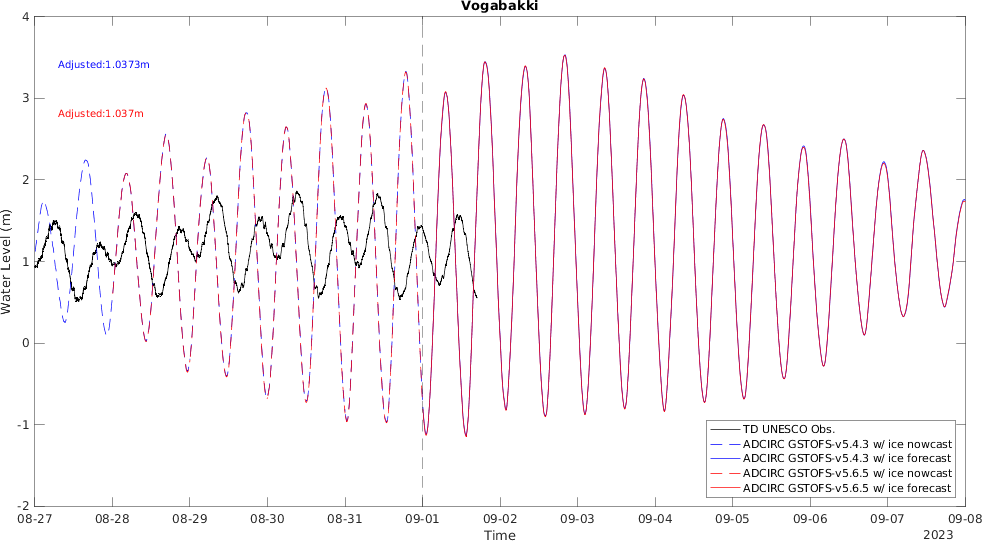 Vogabakki
4
Adjusted:1.0373m
3
Adjusted:1.037m
2
Water Level (m)
1
0
-1
TD UNESCO Obs.
ADCIRC GSTOFS-v5.4.3 w/ ice nowcast
ADCIRC GSTOFS-v5.4.3 w/ ice forecast
ADCIRC GSTOFS-v5.6.5 w/ ice nowcast
ADCIRC GSTOFS-v5.6.5 w/ ice forecast
-2
08-27 08-28 08-29 08-30 08-31 09-01 09-02 09-03 09-04 09-05 09-06 09-07 09-08
Time 2023